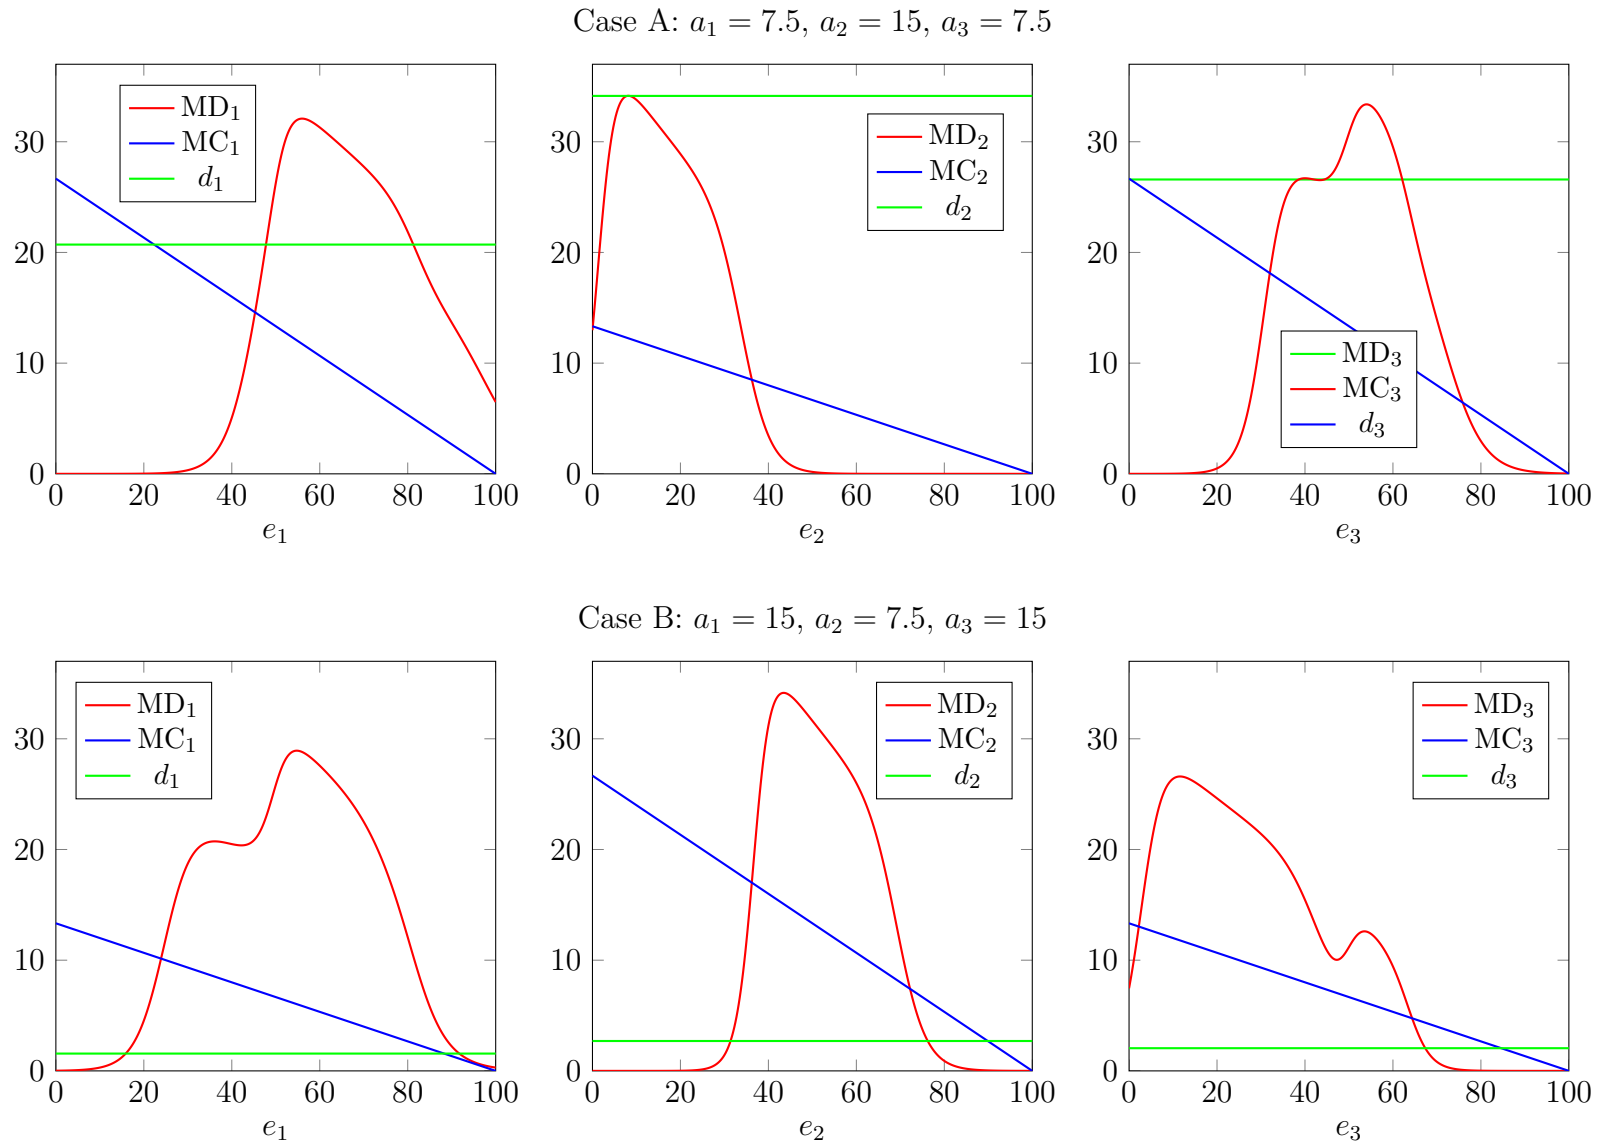 Case A: a₁ = 7.5, a₂ = 15, a₃ = 7.5
MD₁
MC₁
d₁
0
10
20
30
0 20 40 60 80 100
e₁
MD₂
MC₂
d₂
0
10
20
30
0 20 40 60 80 100
e₂
MD₃
MC₃
d₃
0
10
20
30
0 20 40 60 80 100
e₃
Case B: a₁ = 15, a₂ = 7.5, a₃ = 15
MD₁
MC₁
d₁
0
10
20
30
0 20 40 60 80 100
e₁
MD₂
MC₂
d₂
0
10
20
30
0 20 40 60 80 100
e₂
MD₃
MC₃
d₃
0
10
20
30
0 20 40 60 80 100
e₃